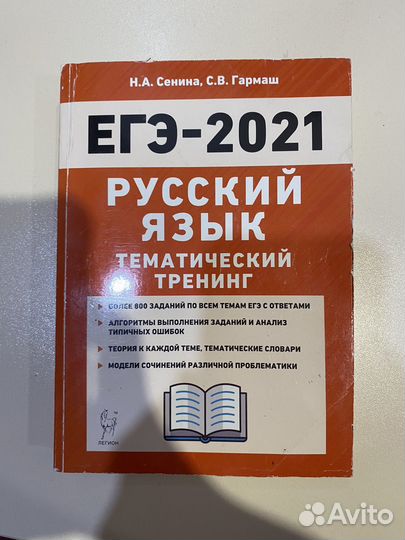 Н.А. Сенина, С.В. Гармаш
ЕГЭ-2021
РУССКИЙ
ЯЗЫК
ТЕМАТИЧЕСКИЙ
ТРЕНИНГ
БОЛЕЕ 800 ЗАДАНИЙ ПО ВСЕМ ТЕМАМ ЕГЭ С ОТВЕТАМИ
АЛГОРИТМЫ ВЫПОЛНЕНИЯ ЗАДАНИЙ И АНАЛИЗ
ТИПИЧНЫХ ОШИБОК
ТЕОРИЯ К КАЖДОЙ ТЕМЕ, ТЕМАТИЧЕСКИЕ СЛОВАРИ
МОДЕЛИ СОЧИНЕНИЙ РАЗЛИЧНОЙ ПРОБЛЕМАТИКИ
ЛЕГИОН
Avito